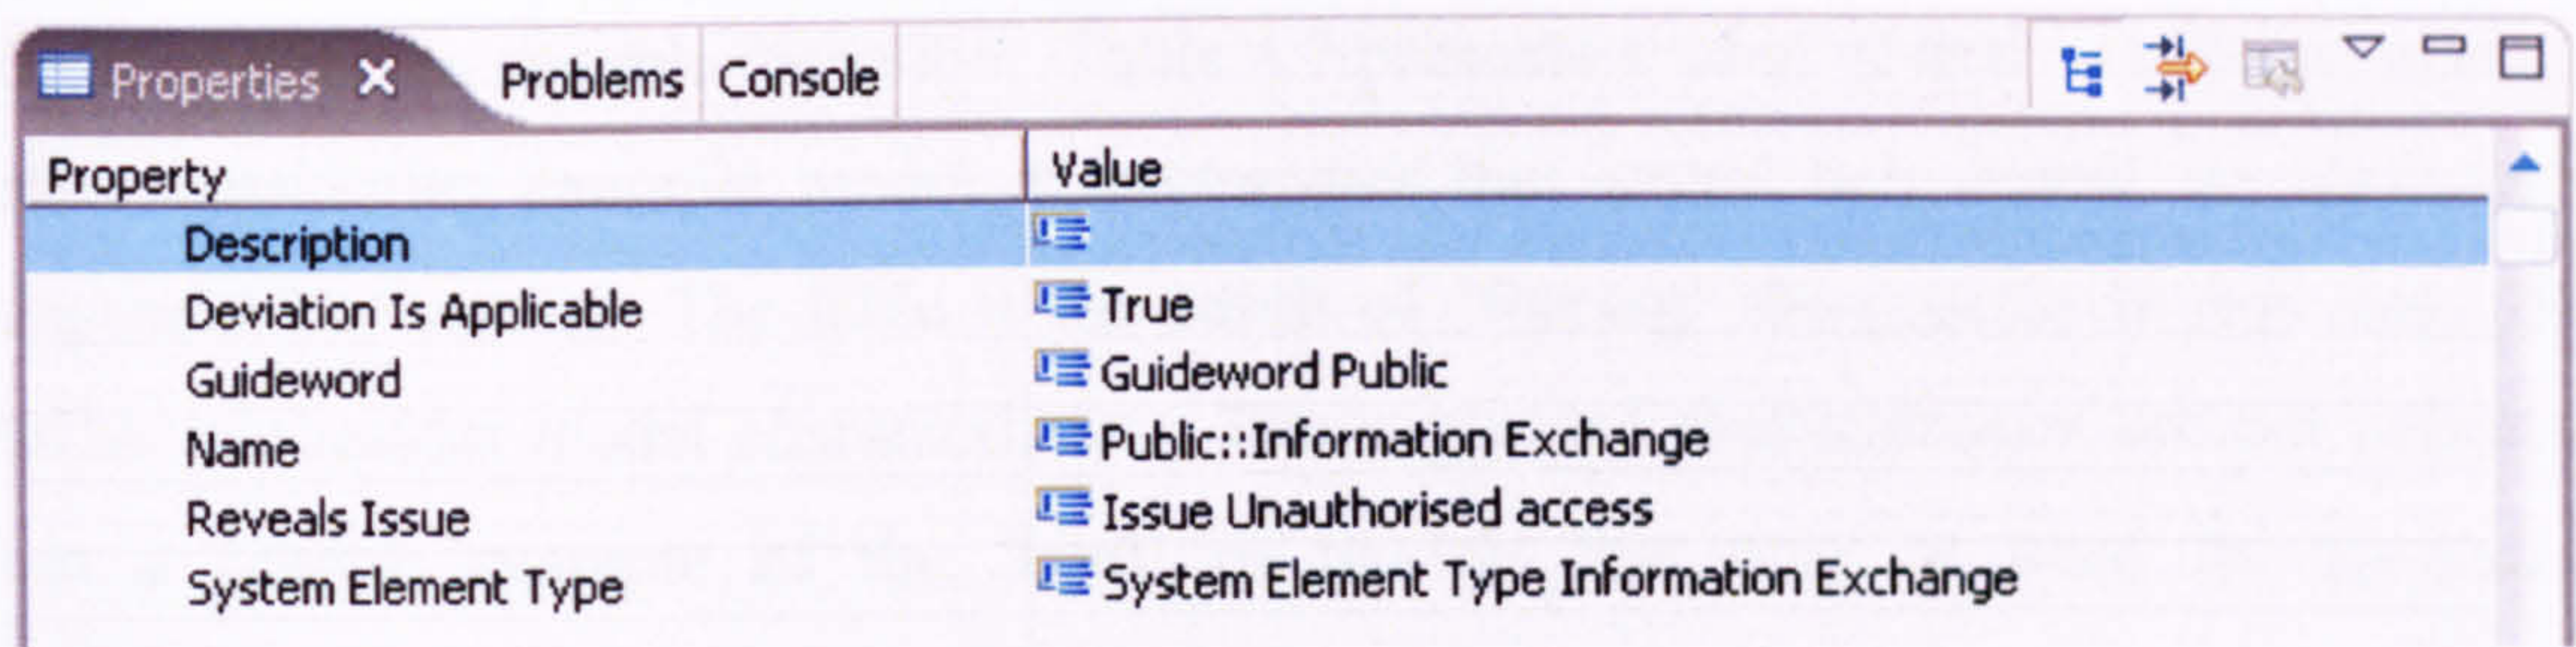 Properties Problems Console
Property Value
Description
Deviation Is Applicable True
Guideword Guideword Public
Name Public::Information Exchange
Reveals Issue Issue Unauthorised access
System Element Type System Element Type Information Exchange